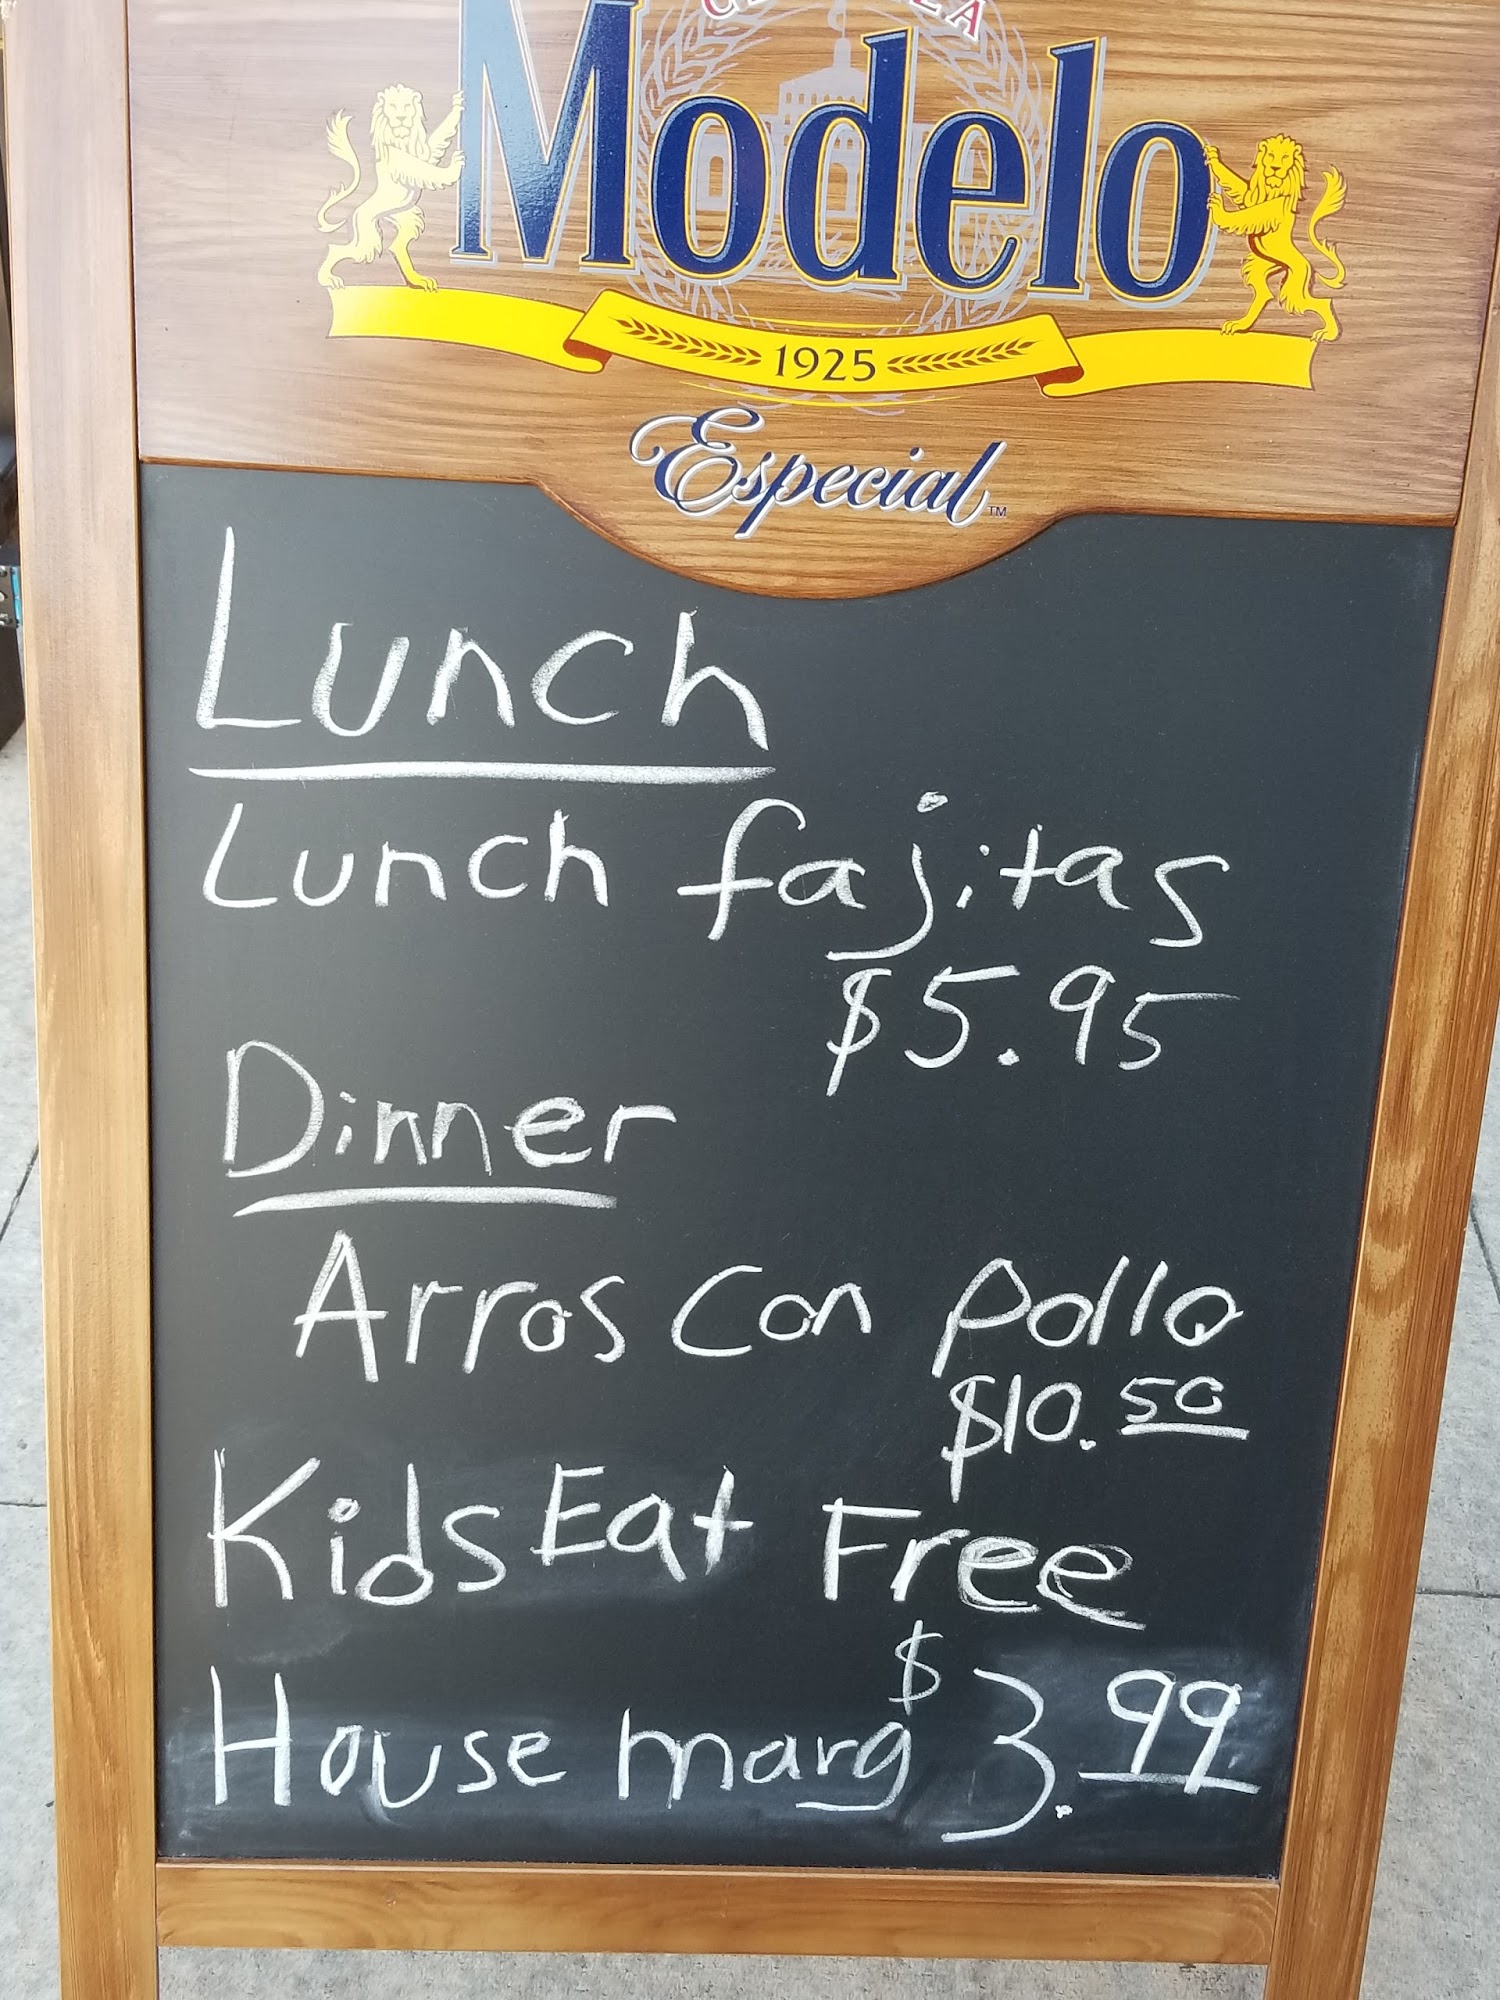 Modelo
1925
Especial™
Lunch
Lunch fajitas
$5.95
Dinner
Arros con pollo
$10.50
Kids Eat Free
House marg $3.99